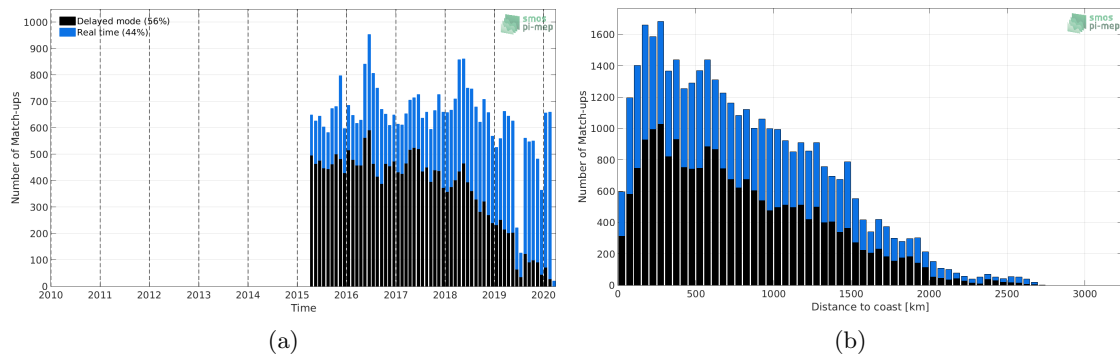 1000
900
800
700
600
500
400
300
200
100
0
Number of Match-ups
Delayed mode (56%)
Real time (44%)
smos
pi-mep
2010 2011 2012 2013 2014 2015 2016 2017 2018 2019 2020
Time
(a)
1600
1400
1200
1000
800
600
400
200
0
Number of Match-ups
smos
pi-mep
0 500 1000 1500 2000 2500 3000
Distance to coast [km]
(b)